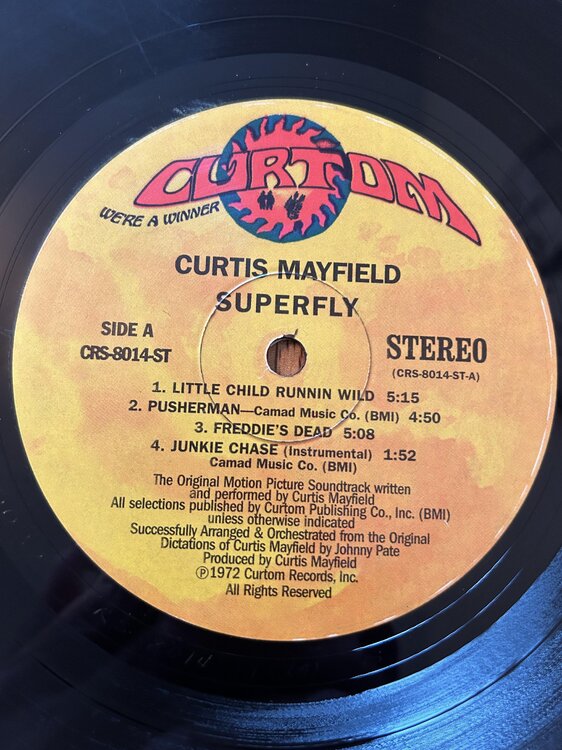 CURTOM
WE'RE A WINNER
CURTIS MAYFIELD
SUPERFLY
SIDE A
CRS-8014-ST
STEREO
(CRS-8014-ST-A)
1. LITTLE CHILD RUNNIN WILD 5:15
2. PUSHERMAN—Camad Music Co. (BMI) 4:50
3. FREDDIE'S DEAD 5:08
4. JUNKIE CHASE (Instrumental) 1:52
Camad Music Co. (BMI)
The Original Motion Picture Soundtrack written
and performed by Curtis Mayfield
All selections published by Curtom Publishing Co., Inc. (BMI)
unless otherwise indicated
Successfully Arranged & Orchestrated from the Original
Dictations of Curtis Mayfield by Johnny Pate
Produced by Curtis Mayfield
℗1972 Curtom Records, Inc.
All Rights Reserved